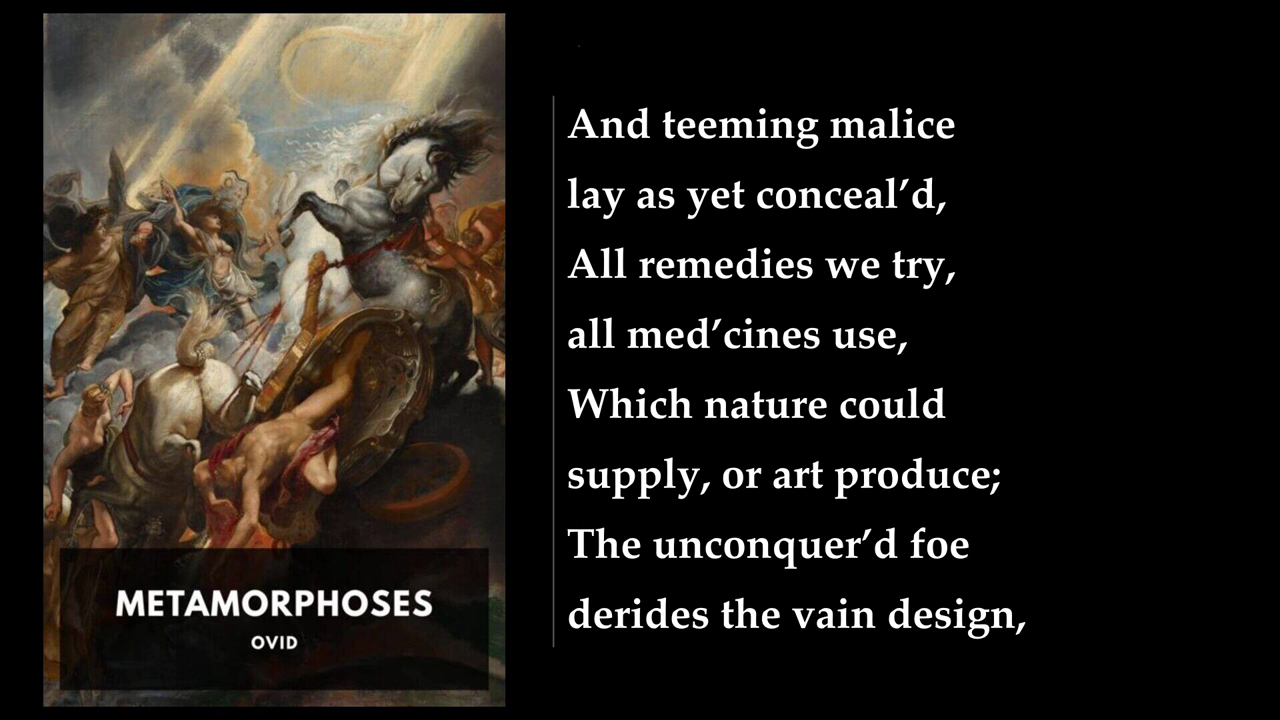 METAMORPHOSES
OVID
And teeming malice
lay as yet conceal’d,
All remedies we try,
all med’cines use,
Which nature could
supply, or art produce;
The unconquer’d foe
derides the vain design,